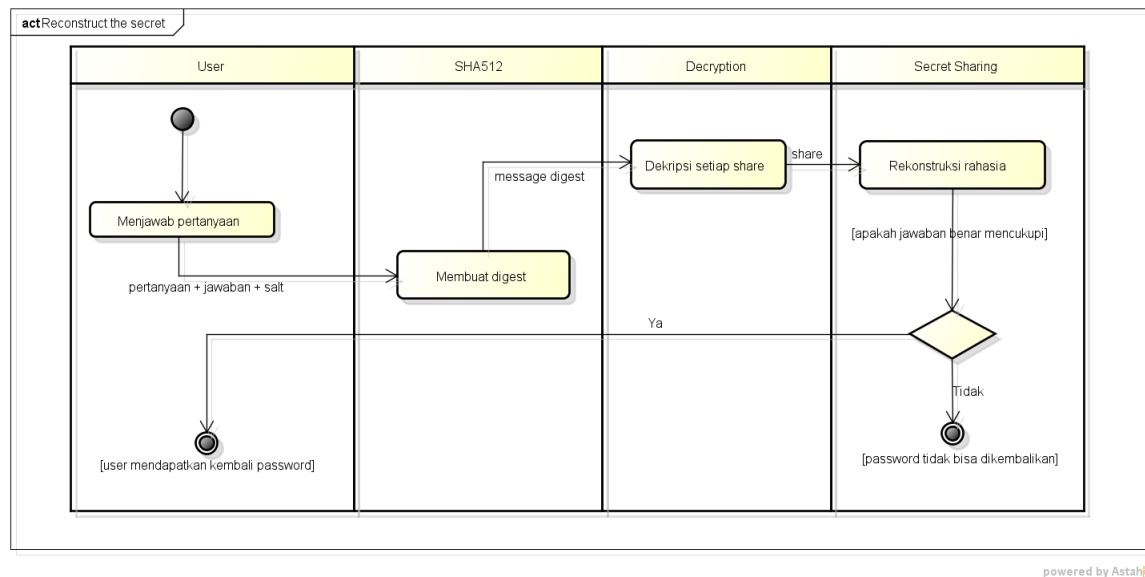 act Reconstruct the secret
User
SHA512
Decryption
Secret Sharing
Menjawab pertanyaan
pertanyaan + jawaban + salt
Membuat digest
message digest
Dekripsi setiap share
share
Rekonstruksi rahasia
[apakah jawaban benar mencukupi]
Ya
Tidak
[user mendapatkan kembali password]
[password tidak bisa dikembalikan]
powered by Astah